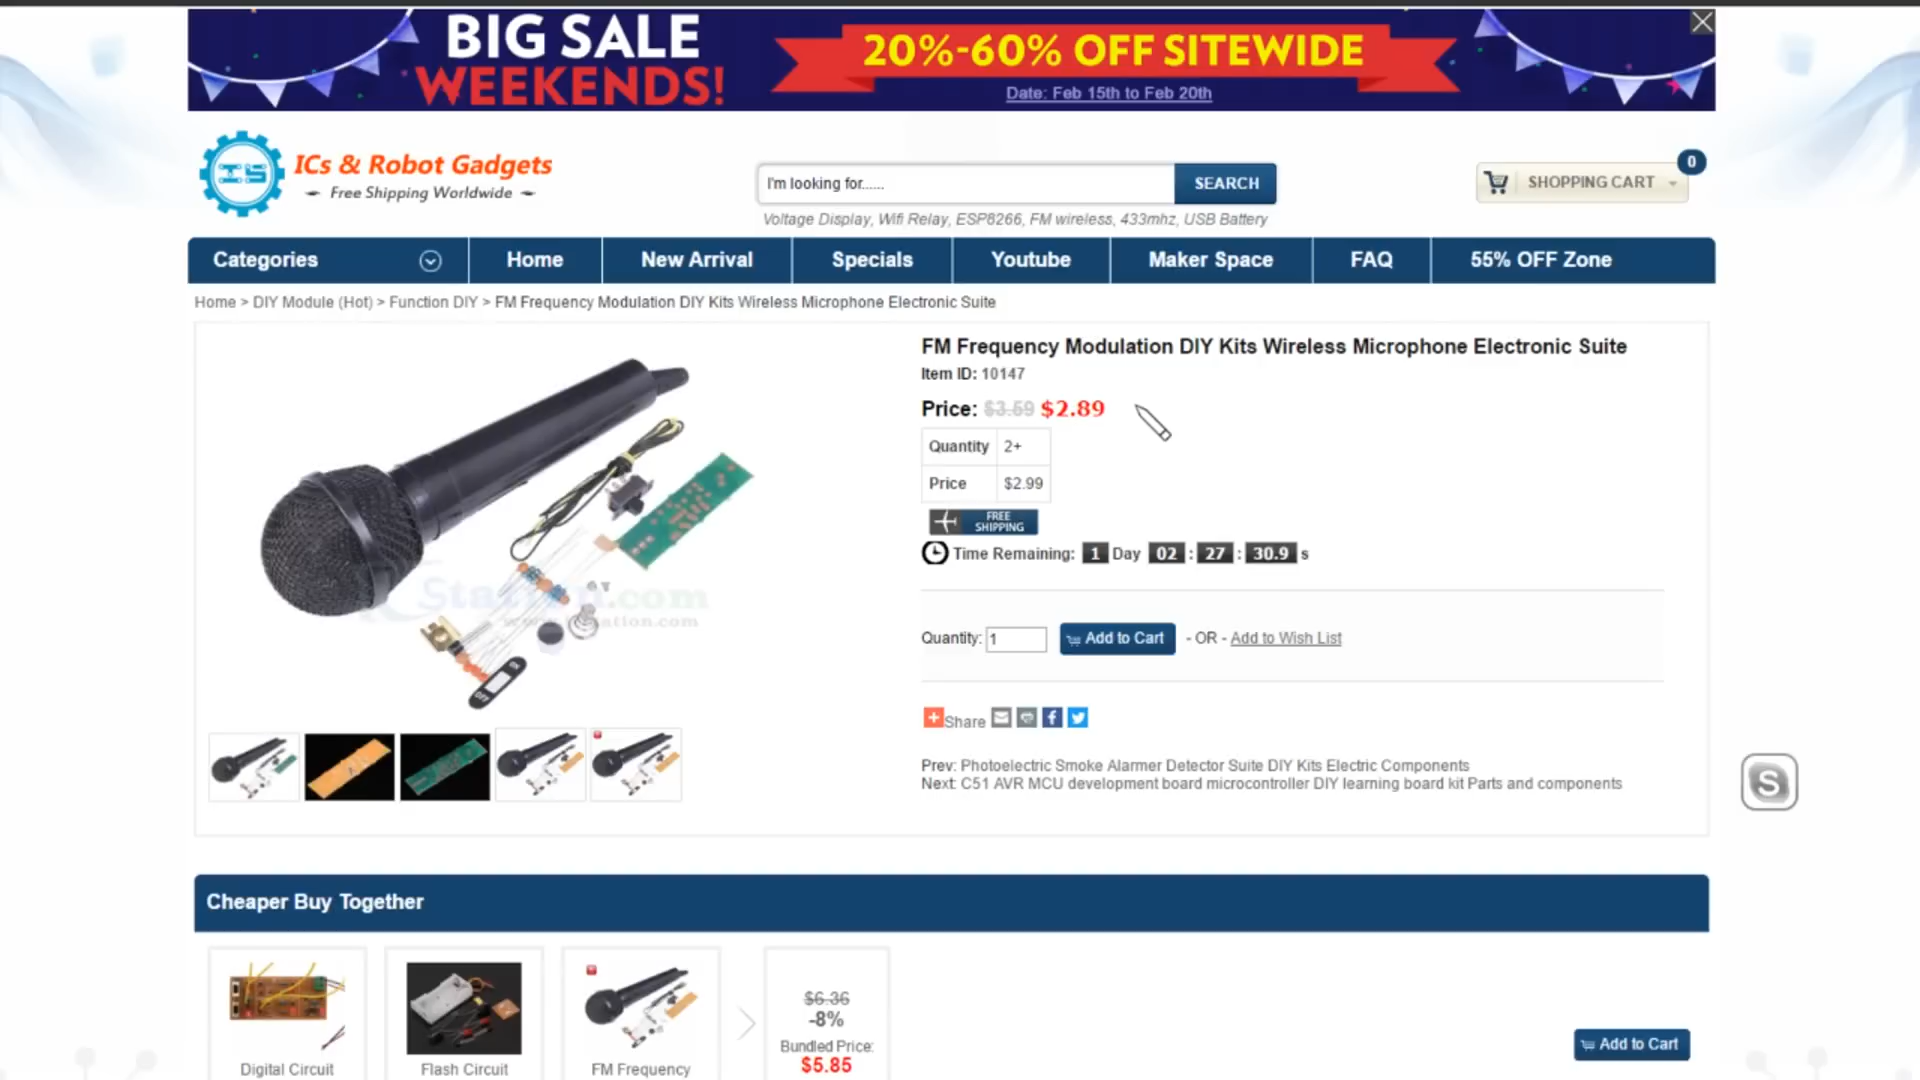 BIG SALE
WEEKENDS!
20%-60% OFF SITEWIDE
Date: Feb 15th to Feb 20th
ICs & Robot Gadgets
Free Shipping Worldwide
I'm looking for......
SEARCH
Voltage Display, Wifi Relay, ESP8266, FM wireless, 433mhz, USB Battery
SHOPPING CART
0
Categories Home New Arrival Specials Youtube Maker Space FAQ 55% OFF Zone
Home > DIY Module (Hot) > Function DIY > FM Frequency Modulation DIY Kits Wireless Microphone Electronic Suite
FM Frequency Modulation DIY Kits Wireless Microphone Electronic Suite
Item ID: 10147
Price: $3.59 $2.89
Quantity 2+
Price $2.99
FREE
SHIPPING
Time Remaining: 1 Day 02 : 27 : 30.9 s
ON
OFF
Quantity: 1 Add to Cart - OR - Add to Wish List
Share
Prev: Photoelectric Smoke Alarmer Detector Suite DIY Kits Electric Components
Next: C51 AVR MCU development board microcontroller DIY learning board kit Parts and components
Cheaper Buy Together
Digital Circuit
Flash Circuit
FM Frequency
$6.36
-8%
Bundled Price:
$5.85
Add to Cart